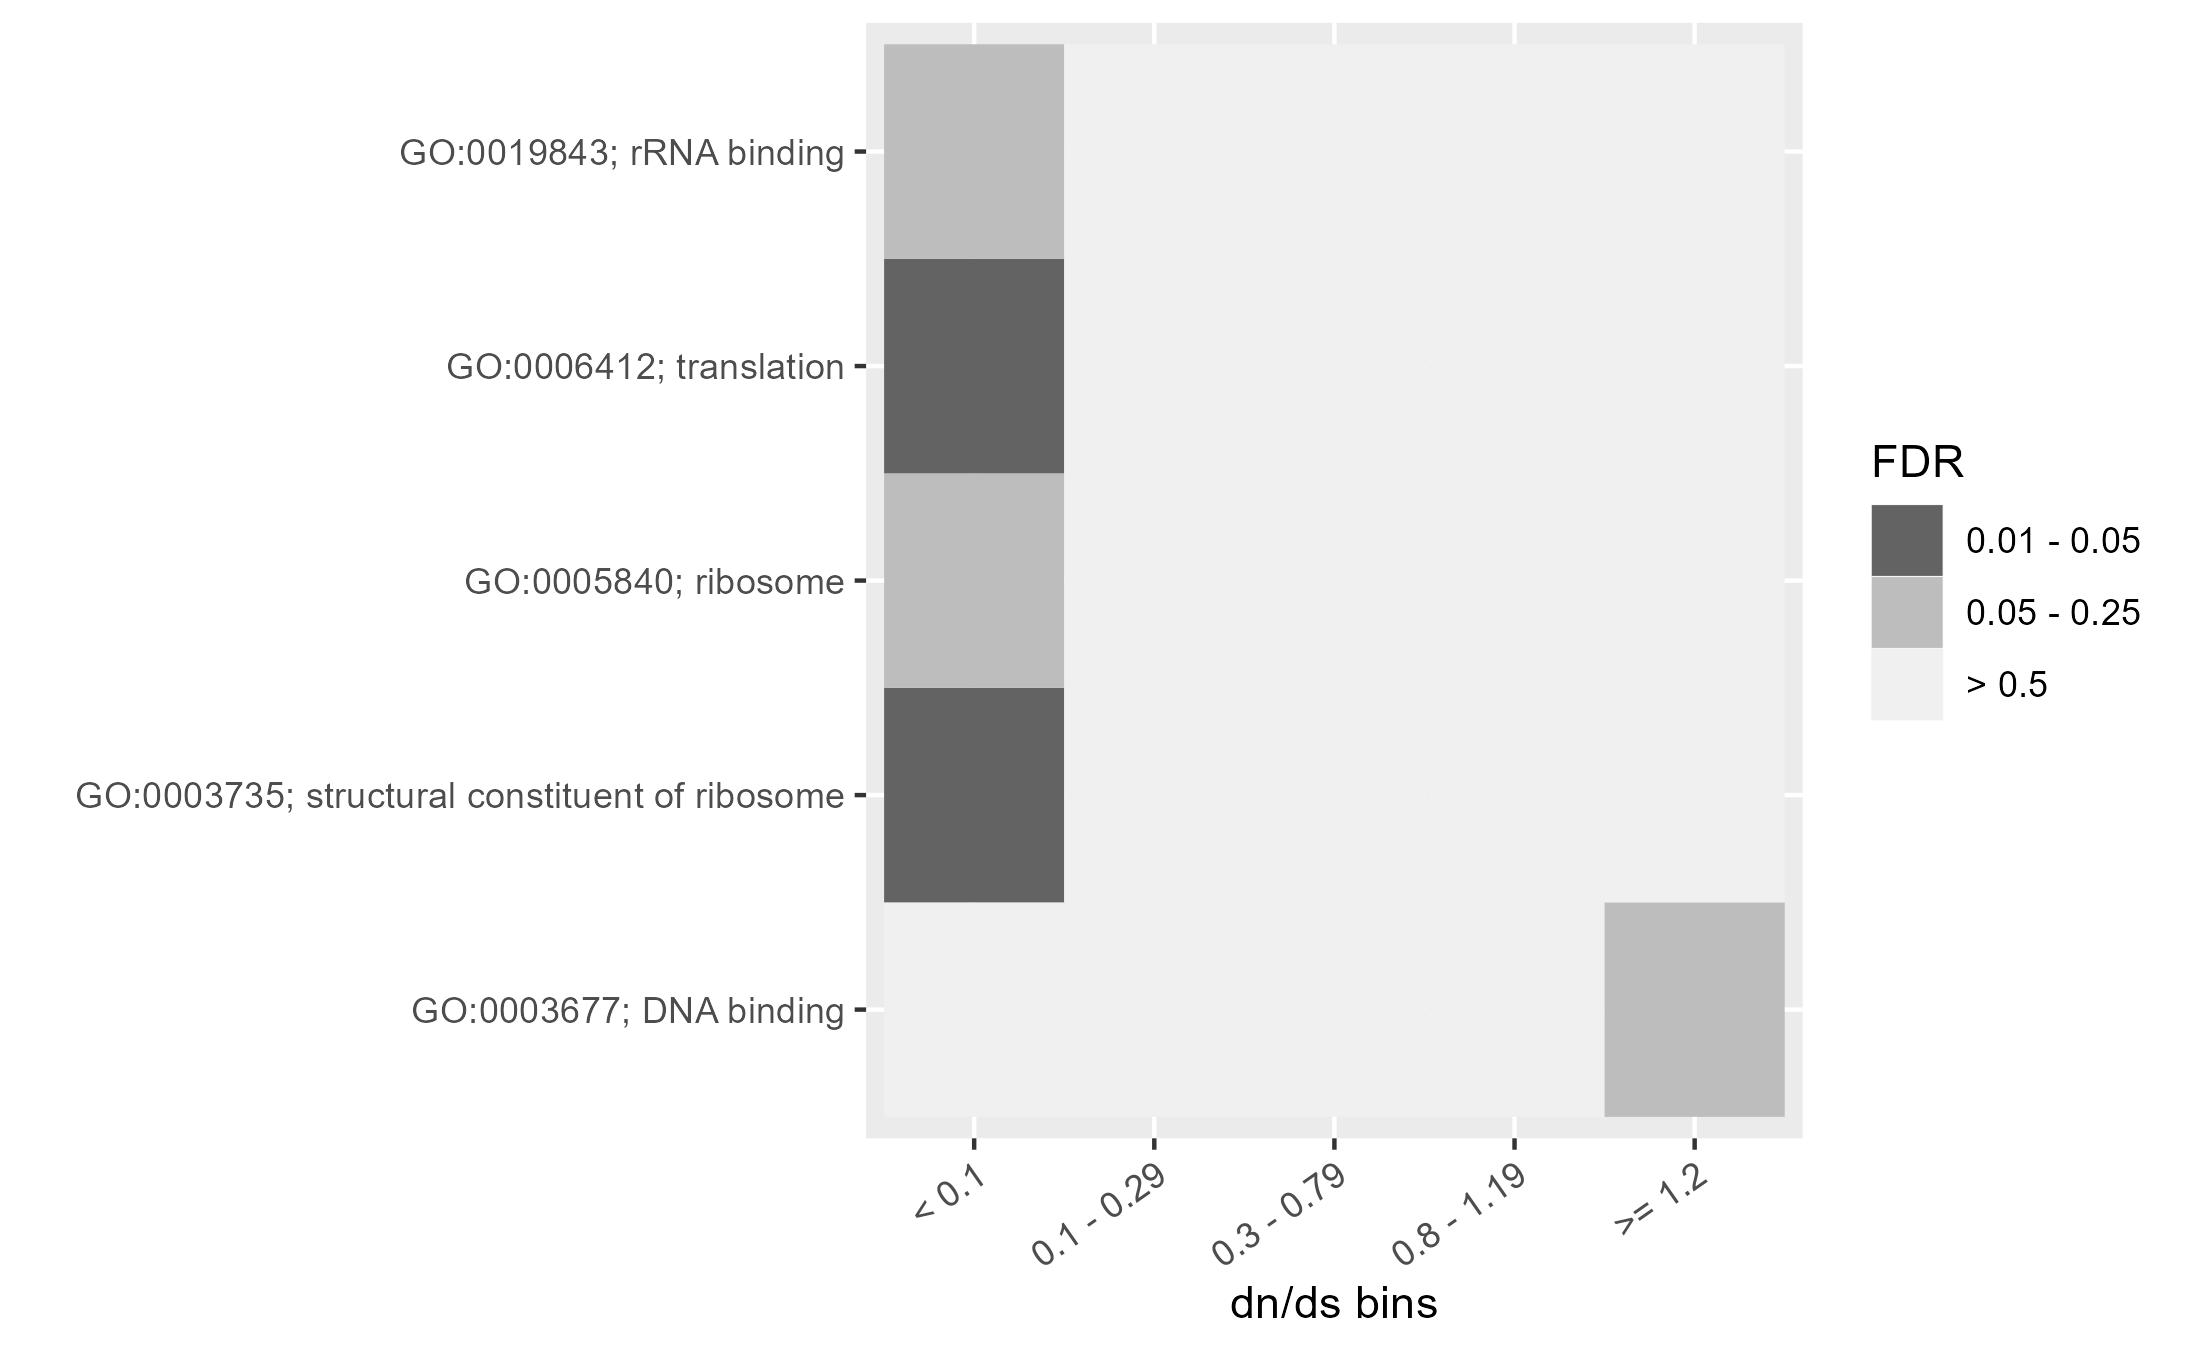 GO:0019843; rRNA binding
GO:0006412; translation
GO:0005840; ribosome
GO:0003735; structural constituent of ribosome
GO:0003677; DNA binding
< 0.1
0.1 - 0.29
0.3 - 0.79
0.8 - 1.19
>= 1.2
dn/ds bins
FDR
0.01 - 0.05
0.05 - 0.25
> 0.5